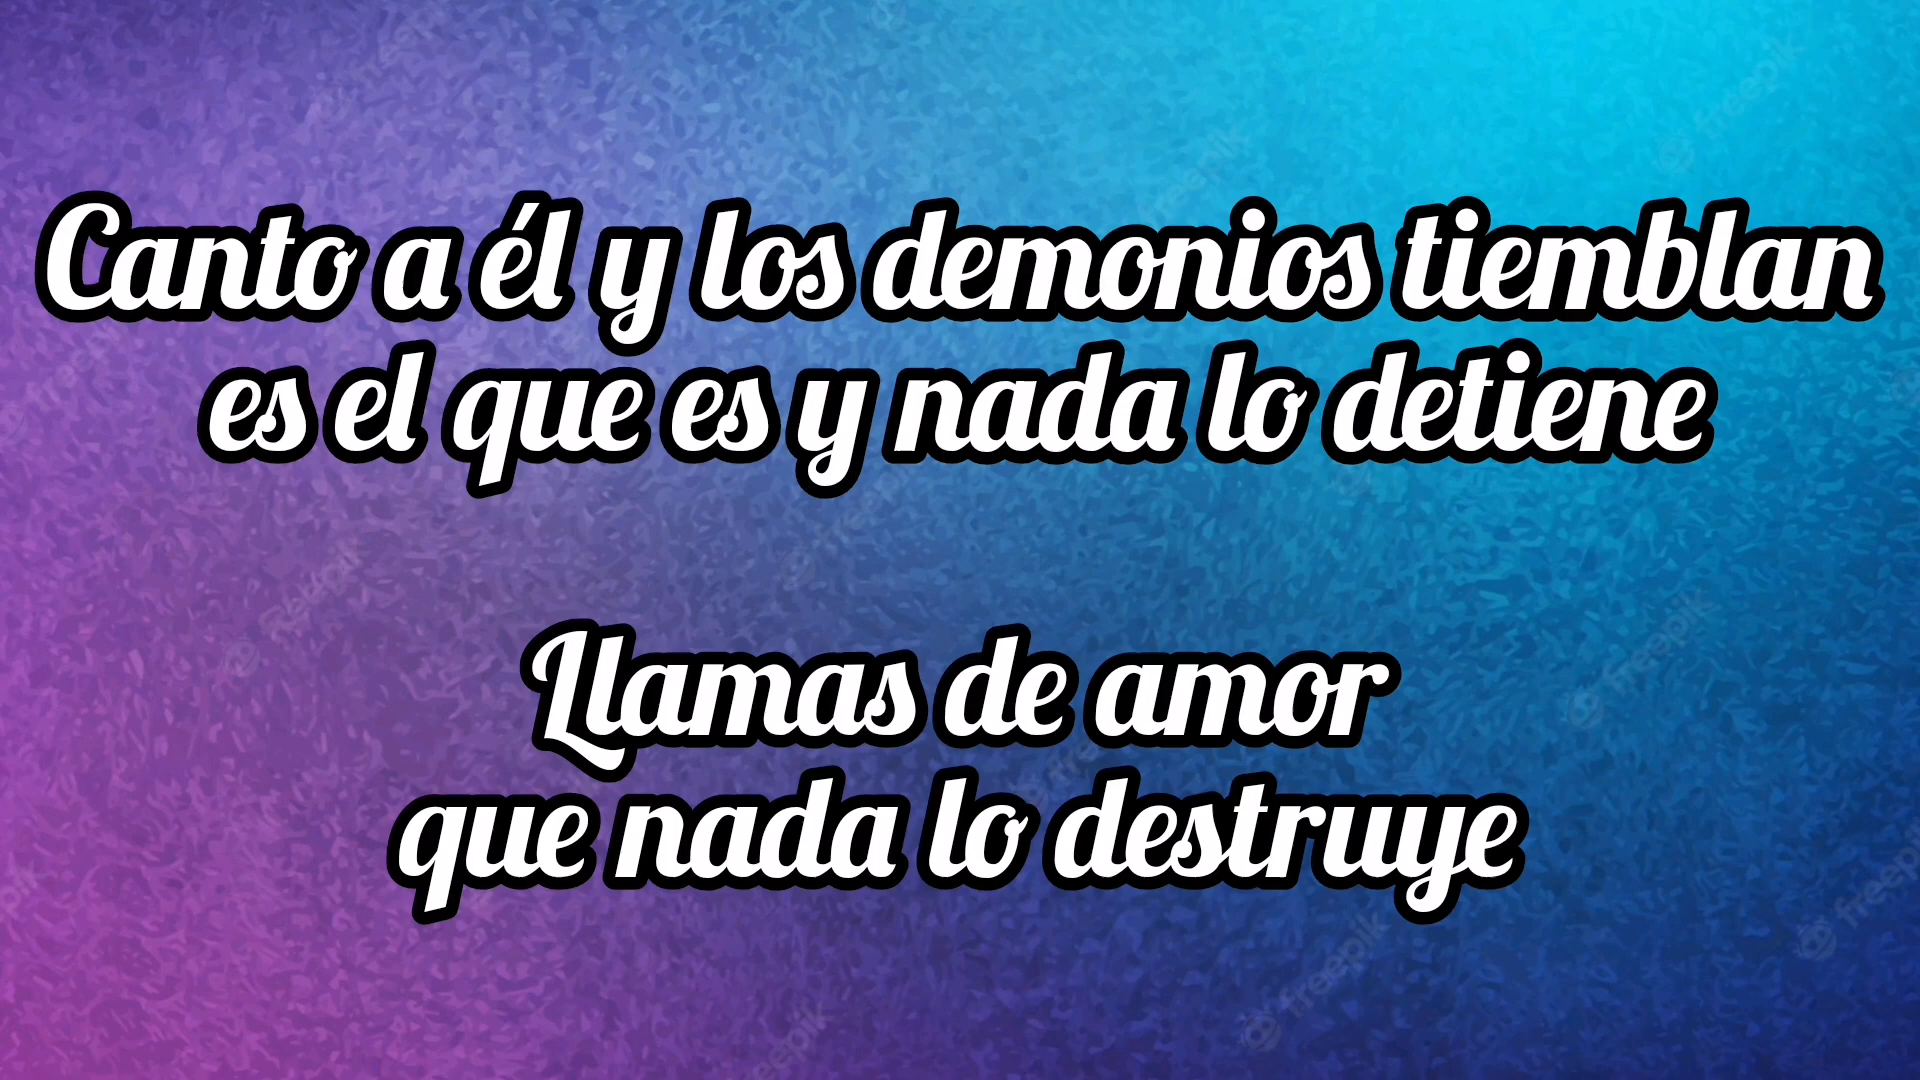 Canto a él y los demonios tiemblan
es el que es y nada lo detiene
Llamas de amor
que nada lo destruye